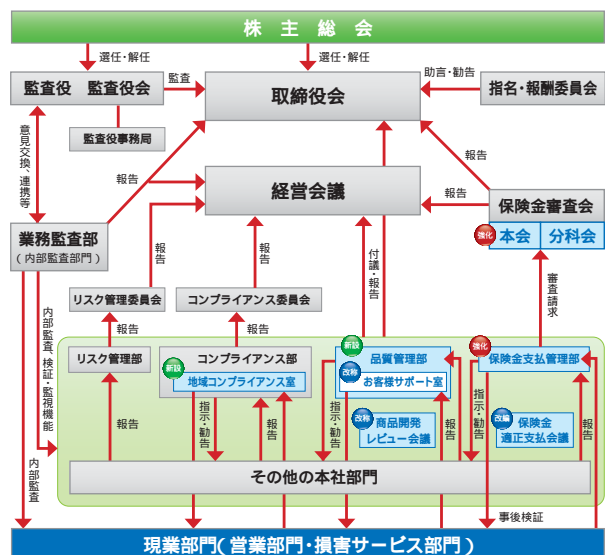 株主総会
選任・解任
選任・解任
監査役 監査役会
監査
取締役会
助言・勧告
指名・報酬委員会
監査役事務局
意見交換、連携等
報告
報告
経営会議
報告
保険金審査会
強化
本会
分科会
業務監査部
(内部監査部門)
報告
報告
付議・報告
審査請求
リスク管理委員会
コンプライアンス委員会
内部監査、検証・監視機能
報告
報告
新設
強化
リスク管理部
コンプライアンス部
品質管理部
保険金支払管理部
新設
地域コンプライアンス室
改称
お客様サポート室
報告
指示・勧告
報告
指示・勧告
改称
商品開発
レビュー会議
報告
指示・勧告
改編
保険金
適正支払会議
報告
内部監査
その他の本社部門
事後検証
現業部門(営業部門・損害サービス部門)